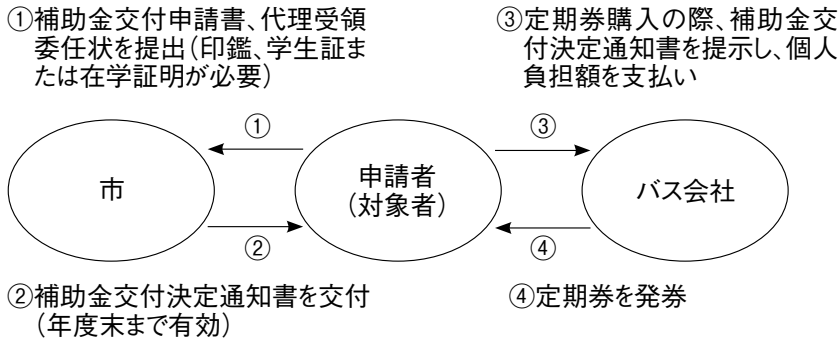 ①補助金交付申請書、代理受領
委任状を提出（印鑑、学生証ま
たは在学証明が必要）
③定期券購入の際、補助金交
付決定通知書を提示し、個人
負担額を支払い
①
③
市
申請者
（対象者）
バス会社
②
④
②補助金交付決定通知書を交付
（年度末まで有効）
④定期券を発券